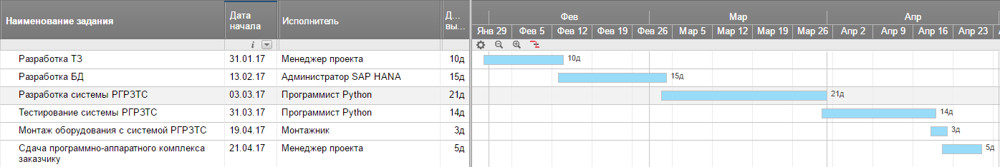 Наименование задания
Дата
начала
Исполнитель
Д...
вы...
Фев
Мар
Апр
Янв 29
Фев 5
Фев 12
Фев 19
Фев 26
Мар 5
Мар 12
Мар 19
Мар 26
Апр 2
Апр 9
Апр 16
Апр 23
i
Разработка ТЗ 31.01.17 Менеджер проекта 10д 10д
Разработка БД 13.02.17 Администратор SAP HANA 15д 15д
Разработка системы РГРЗТС 03.03.17 Программист Python 21д 21д
Тестирование системы РГРЗТС 31.03.17 Программист Python 14д 14д
Монтаж оборудования с системой РГРЗТС 19.04.17 Монтажник 3д 3д
Сдача программно-аппаратного комплекса 21.04.17 Менеджер проекта 5д 5д
заказчику